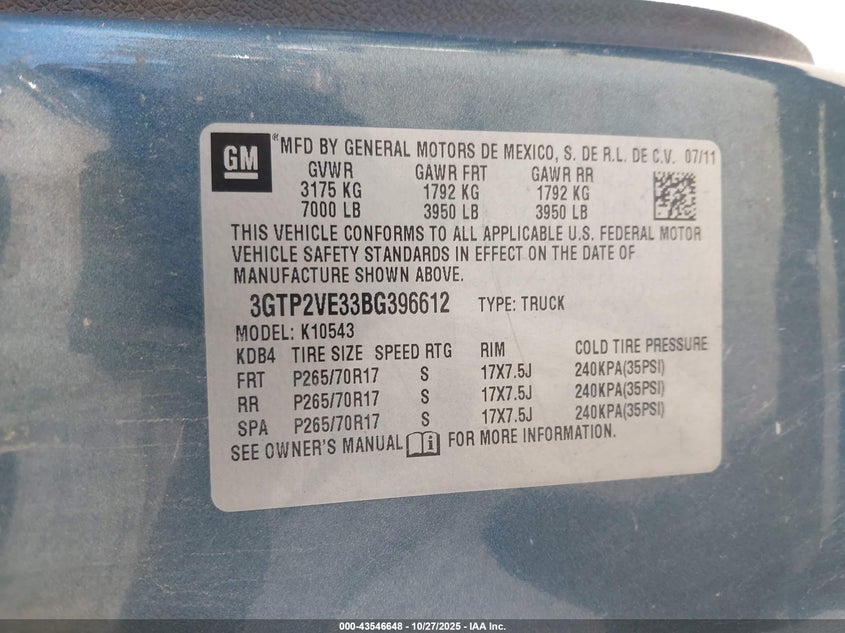 GM
® MFD BY GENERAL MOTORS DE MEXICO, S. DE R.L. DE C.V. 07/11
GVWR GAWR FRT GAWR RR
3175 KG 1792 KG 1792 KG
7000 LB 3950 LB 3950 LB
THIS VEHICLE CONFORMS TO ALL APPLICABLE U.S. FEDERAL MOTOR
VEHICLE SAFETY STANDARDS IN EFFECT ON THE DATE OF
MANUFACTURE SHOWN ABOVE.
3GTP2VE33BG396612 TYPE: TRUCK
MODEL: K10543
KDB4 TIRE SIZE SPEED RTG RIM COLD TIRE PRESSURE
FRT P265/70R17 S 17X7.5J 240KPA(35PSI)
RR P265/70R17 S 17X7.5J 240KPA(35PSI)
SPA P265/70R17 S 17X7.5J 240KPA(35PSI)
SEE OWNER'S MANUAL i FOR MORE INFORMATION.
000-43546648 - 10/27/2025 - IAA Inc.